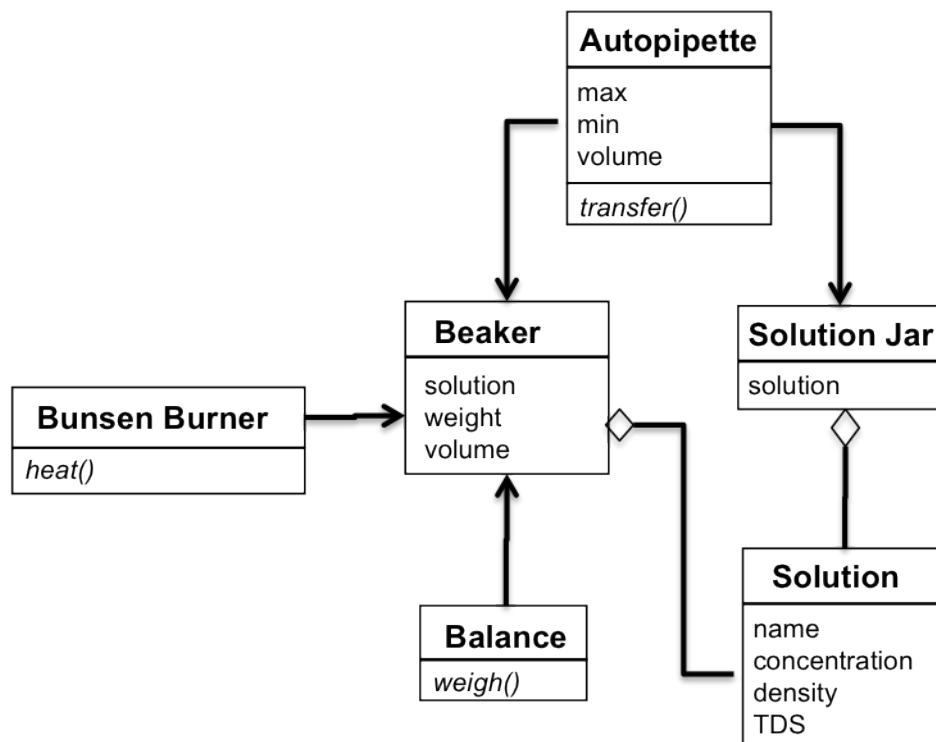 Autopipette
max
min
volume
transfer()
Beaker
solution
weight
volume
Solution Jar
solution
Bunsen Burner
heat()
Balance
weigh()
Solution
name
concentration
density
TDS